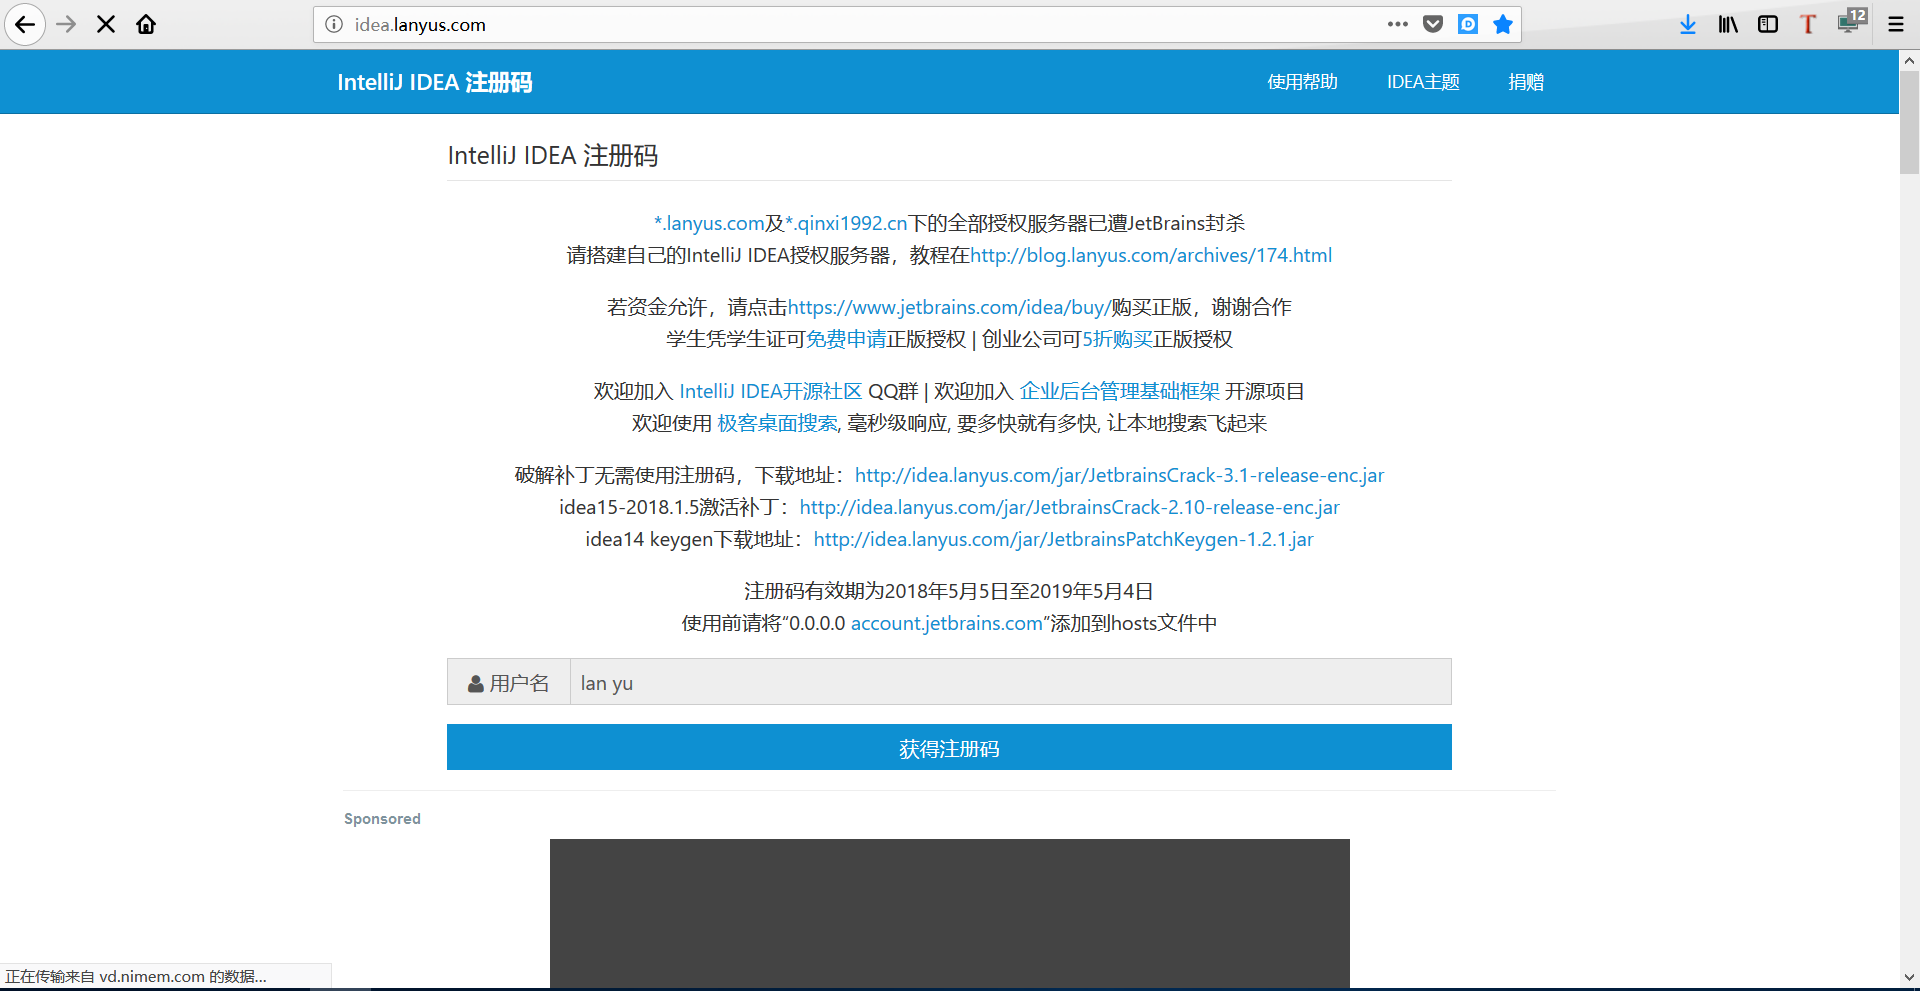 idea.lanyus.com
12
IntelliJ IDEA 注册码
使用帮助
IDEA主题
捐赠
IntelliJ IDEA 注册码
*.lanyus.com及*.qinxi1992.cn下的全部授权服务器已遭JetBrains封杀
请搭建自己的IntelliJ IDEA授权服务器，教程在http://blog.lanyus.com/archives/174.html
若资金允许，请点击https://www.jetbrains.com/idea/buy/购买正版，谢谢合作
学生凭学生证可免费申请正版授权 | 创业公司可5折购买正版授权
欢迎加入 IntelliJ IDEA开源社区 QQ群 | 欢迎加入 企业后台管理基础框架 开源项目
欢迎使用 极客桌面搜索, 毫秒级响应, 要多快就有多快, 让本地搜索飞起来
破解补丁无需使用注册码，下载地址：http://idea.lanyus.com/jar/JetbrainsCrack-3.1-release-enc.jar
idea15-2018.1.5激活补丁：http://idea.lanyus.com/jar/JetbrainsCrack-2.10-release-enc.jar
idea14 keygen下载地址：http://idea.lanyus.com/jar/JetbrainsPatchKeygen-1.2.1.jar
注册码有效期为2018年5月5日至2019年5月4日
使用前请将“0.0.0.0 account.jetbrains.com”添加到hosts文件中
用户名
lan yu
获得注册码
Sponsored
正在传输来自 vd.nimem.com 的数据...